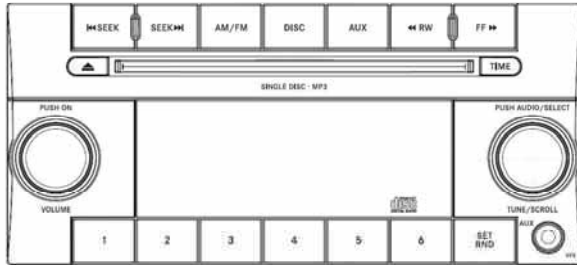 ⏮SEEK SEEK⏭ AM/FM DISC AUX ◀◀ RW FF ▶▶
TIME
SINGLE DISC · MP3
PUSH ON PUSH AUDIO/SELECT
disc
VOLUME TUNE/SCROLL
1 2 3 4 5 6 SET
RND
AUX